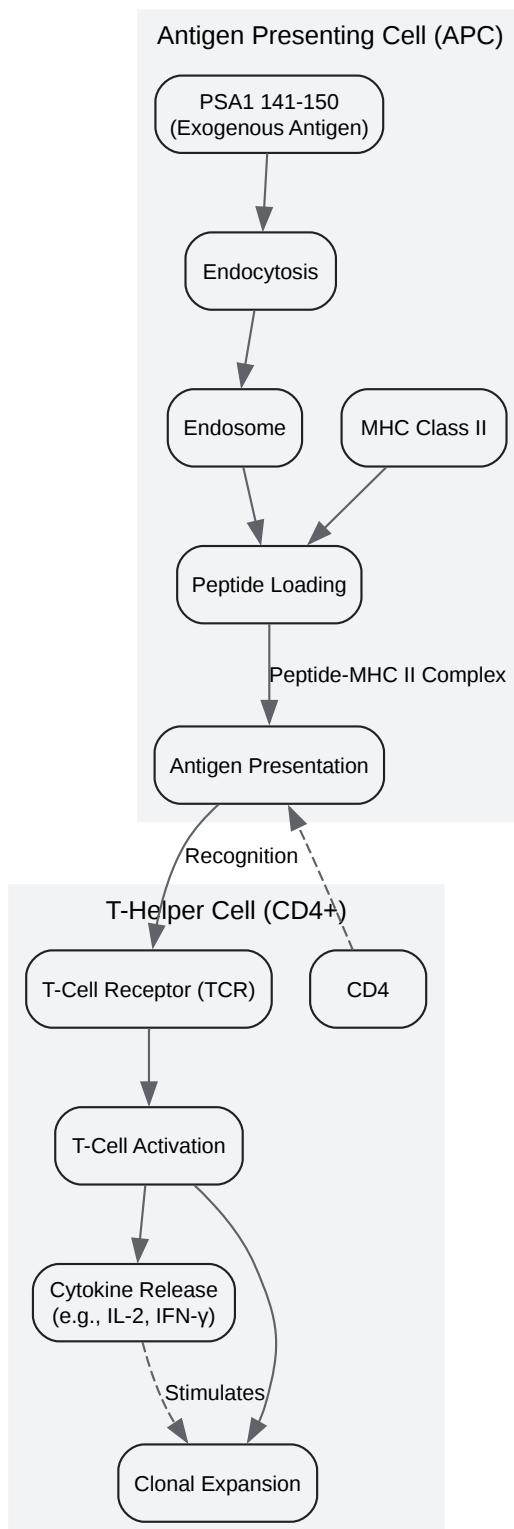 Antigen Presenting Cell (APC)
PSA1 141-150
(Exogenous Antigen)
Endocytosis
Endosome
MHC Class II
Peptide Loading
Peptide-MHC II Complex
Antigen Presentation
Recognition
T-Helper Cell (CD4+)
T-Cell Receptor (TCR)
CD4
T-Cell Activation
Cytokine Release
(e.g., IL-2, IFN-γ)
Stimulates
Clonal Expansion